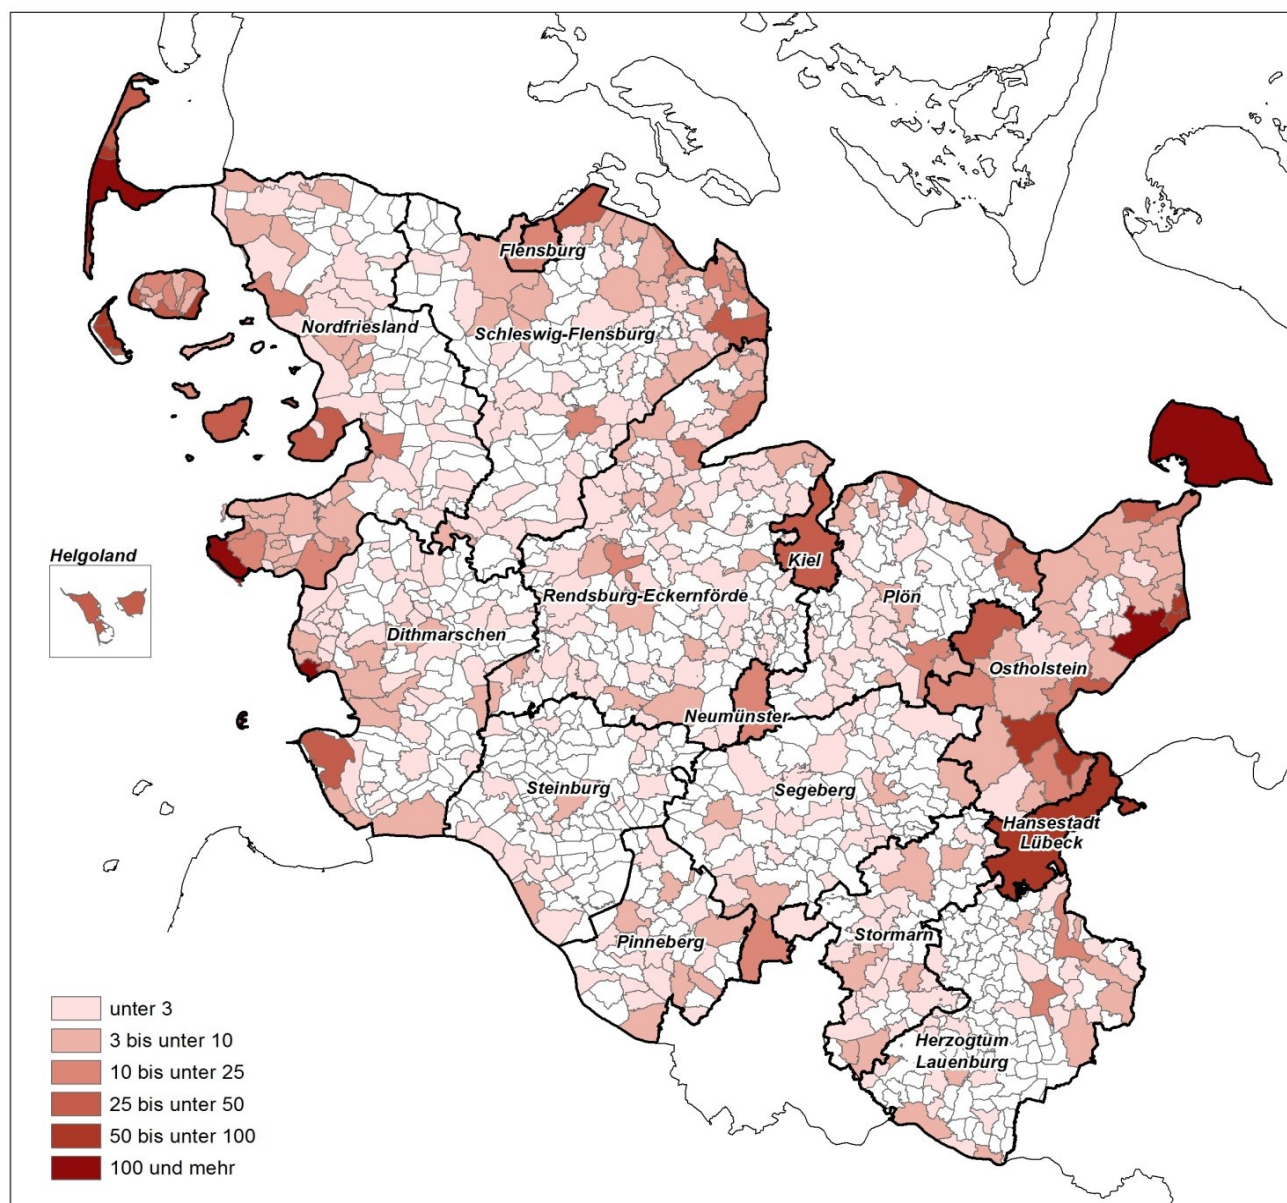 Flensburg
Nordfriesland
Schleswig-Flensburg
Helgoland
Kiel
Rendsburg-Eckernförde
Plön
Dithmarschen
Ostholstein
Neumünster
Steinburg
Segeberg
Hansestadt
Lübeck
Stormarn
Pinneberg
Herzogtum
Lauenburg
unter 3
3 bis unter 10
10 bis unter 25
25 bis unter 50
50 bis unter 100
100 und mehr